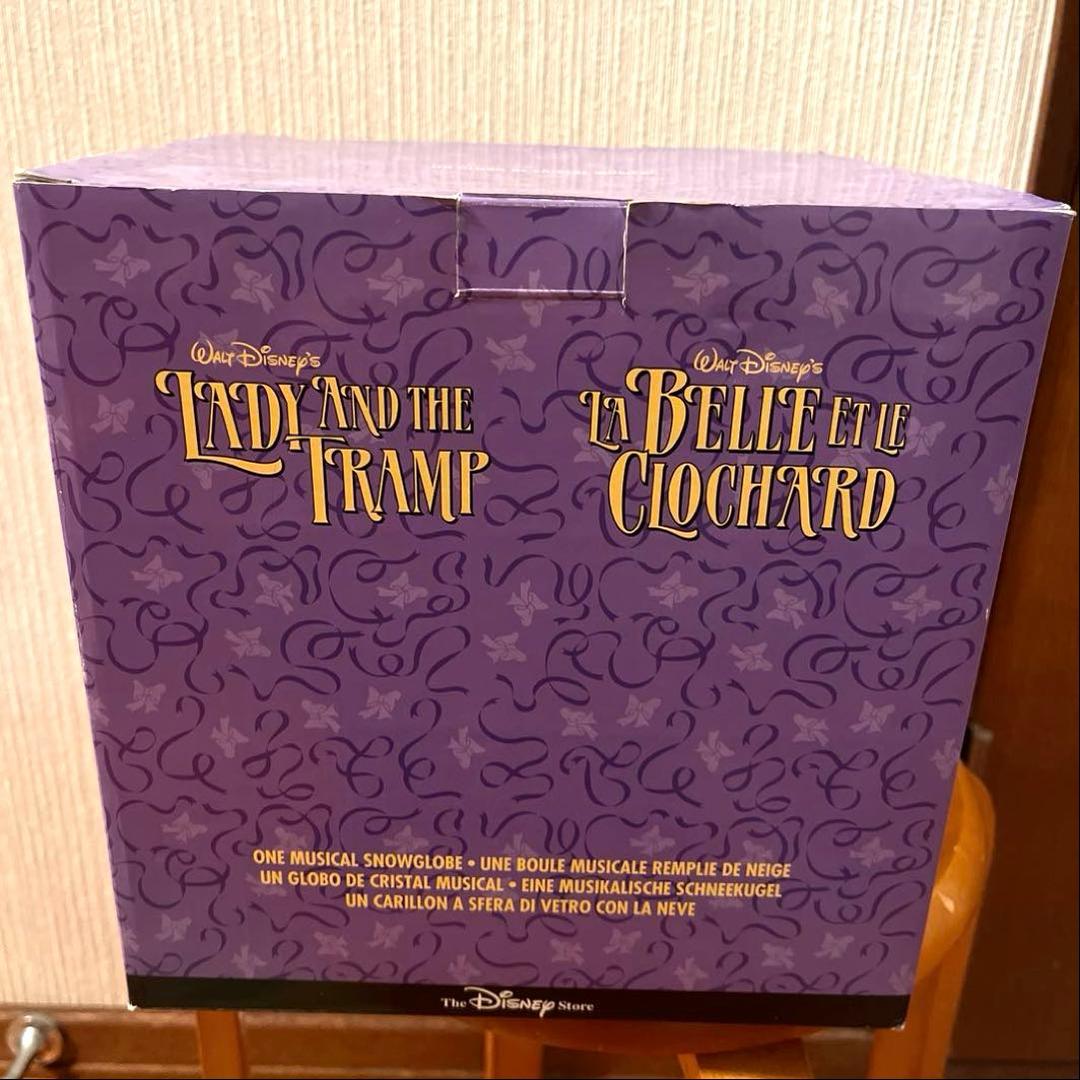 WALT DISNEY'S
LADY AND THE
TRAMP
WALT DISNEY'S
LA BELLE ET LE
CLOCHARD
ONE MUSICAL SNOWGLOBE • UNE BOULE MUSICALE REMPLIE DE NEIGE
UN GLOBO DE CRISTAL MUSICAL • EINE MUSIKALISCHE SCHNEEKUGEL
UN CARILLON A SFERA DI VETRO CON LA NEVE
The DISNEY Store